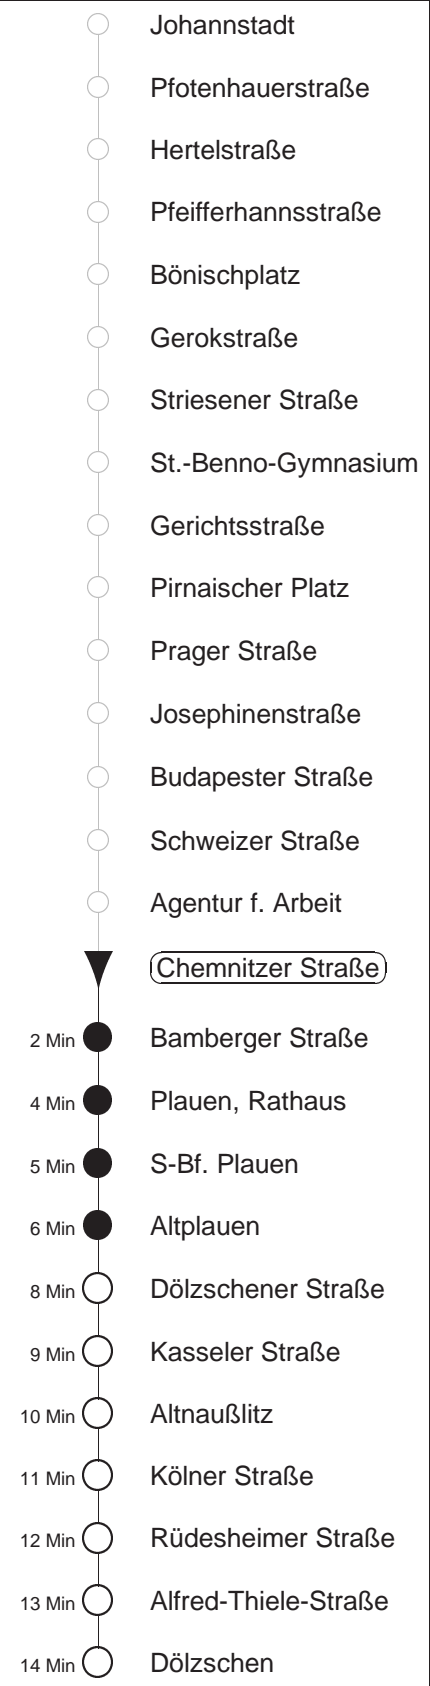 Johannstadt
Pfotenhauerstraße
Hertelstraße
Pfeifferhannsstraße
Bönischplatz
Gerokstraße
Striesener Straße
St.-Benno-Gymnasium
Gerichtsstraße
Pirnaischer Platz
Prager Straße
Josephinenstraße
Budapester Straße
Schweizer Straße
Agentur f. Arbeit
Chemnitzer Straße
2 Min Bamberger Straße
4 Min Plauen, Rathaus
5 Min S-Bf. Plauen
6 Min Altplauen
8 Min Dölzschener Straße
9 Min Kasseler Straße
10 Min Altnaußlitz
11 Min Kölner Straße
12 Min Rüdesheimer Straße
13 Min Alfred-Thiele-Straße
14 Min Dölzschen